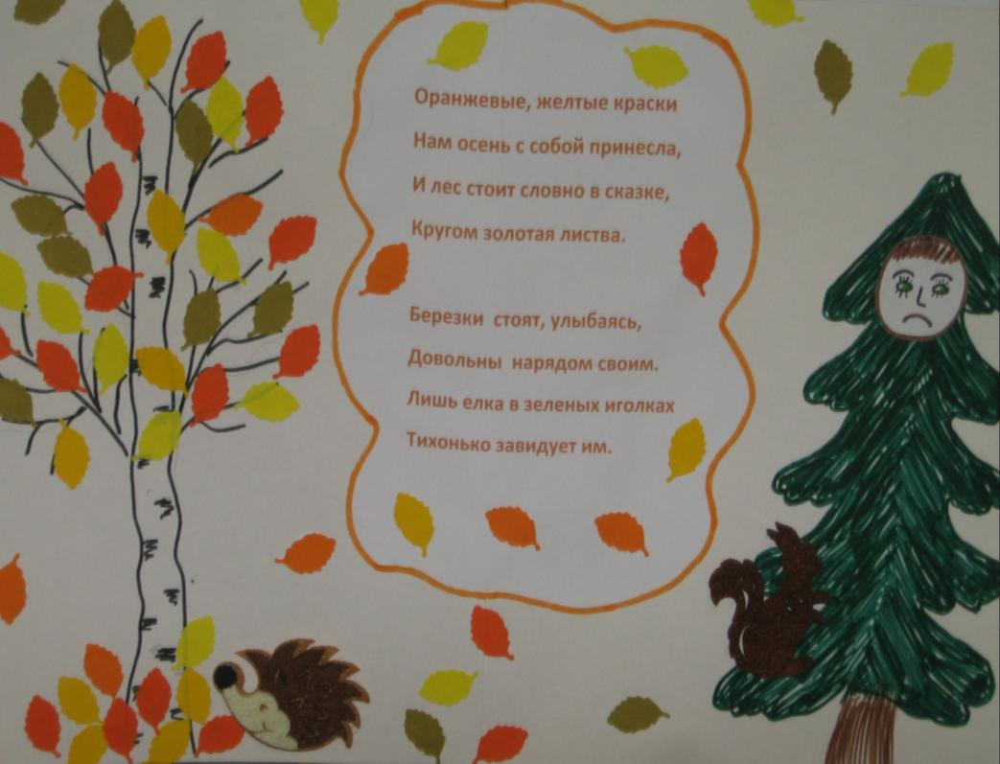 Оранжевые, желтые краски
Нам осень с собой принесла,
И лес стоит словно в сказке,
Кругом золотая листва.
Березки стоят, улыбаясь,
Довольны нарядом своим.
Лишь елка в зеленых иголках
Тихонько завидует им.